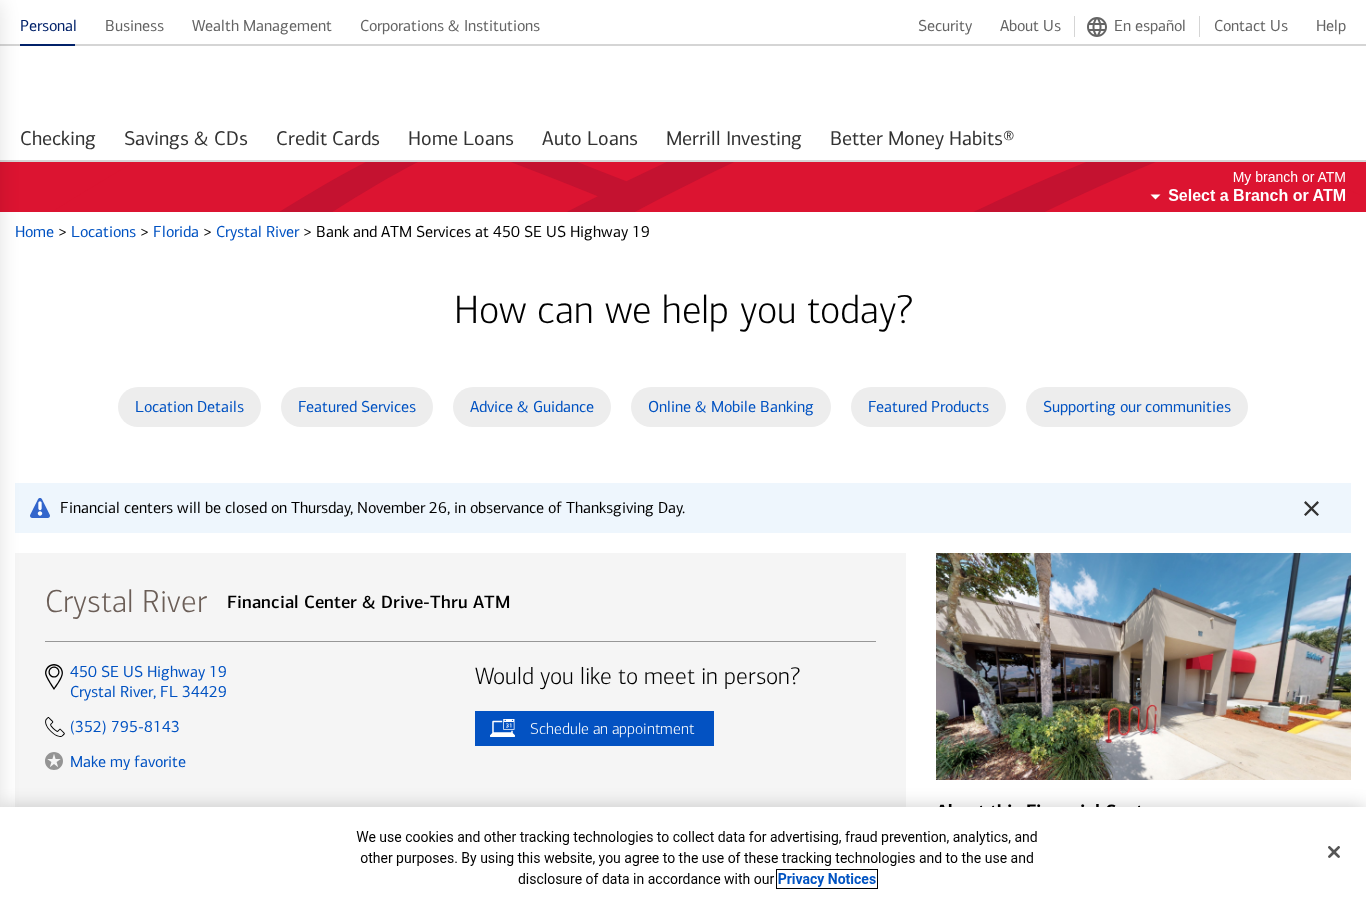 Personal Business Wealth Management Corporations & Institutions Security About Us En español Contact Us Help
Checking Savings & CDs Credit Cards Home Loans Auto Loans Merrill Investing Better Money Habits®
My branch or ATM
Select a Branch or ATM
Home > Locations > Florida > Crystal River > Bank and ATM Services at 450 SE US Highway 19
How can we help you today?
Location Details Featured Services Advice & Guidance Online & Mobile Banking Featured Products Supporting our communities
Financial centers will be closed on Thursday, November 26, in observance of Thanksgiving Day.
Crystal River Financial Center & Drive-Thru ATM
450 SE US Highway 19
Crystal River, FL 34429
(352) 795-8143
Make my favorite
Would you like to meet in person?
31 Schedule an appointment
We use cookies and other tracking technologies to collect data for advertising, fraud prevention, analytics, and
other purposes. By using this website, you agree to the use of these tracking technologies and to the use and
disclosure of data in accordance with our Privacy Notices